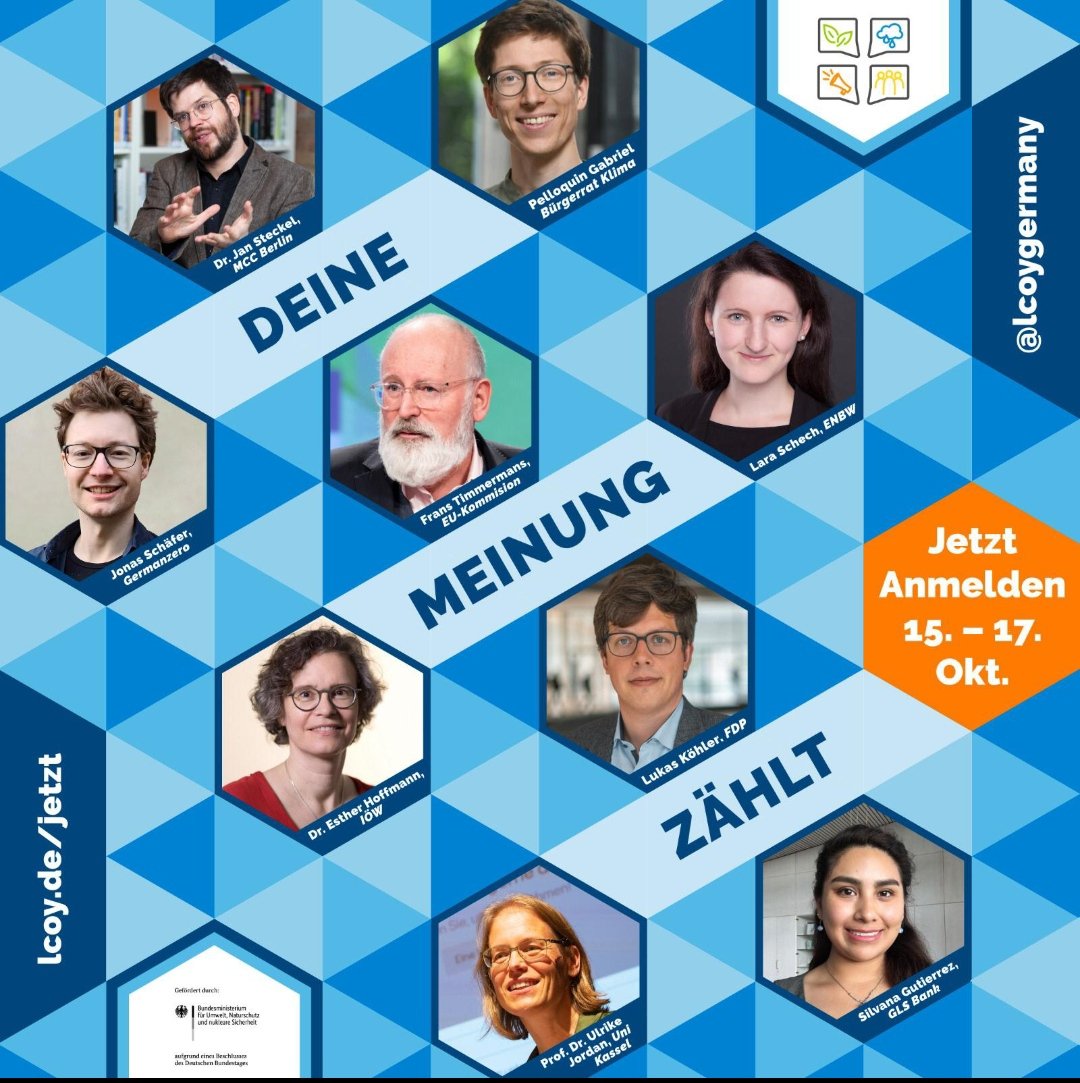 Dr. Jan Steckel,
MCC Berlin
Pelloquin Gabriel
Bürgerrat Klima
@lcoygermany
DEINE
Jonas Schäfer,
Germanzero
Frans Timmermans,
EU-Kommision
Lara Schech, ENBW
MEINUNG
Jetzt
Anmelden
15. – 17.
Okt.
Dr. Esther Hoffmann,
IÖW
Lukas Köhler, FDP
ZÄHLT
lcoy.de/jetzt
Prof. Dr. Ulrike
Jordan, Uni
Kassel
Silvana Gutierrez,
GLS Bank
Gefördert durch:
Bundesministerium
für Umwelt, Naturschutz
und nukleare Sicherheit
aufgrund eines Beschlusses
des Deutschen Bundestages